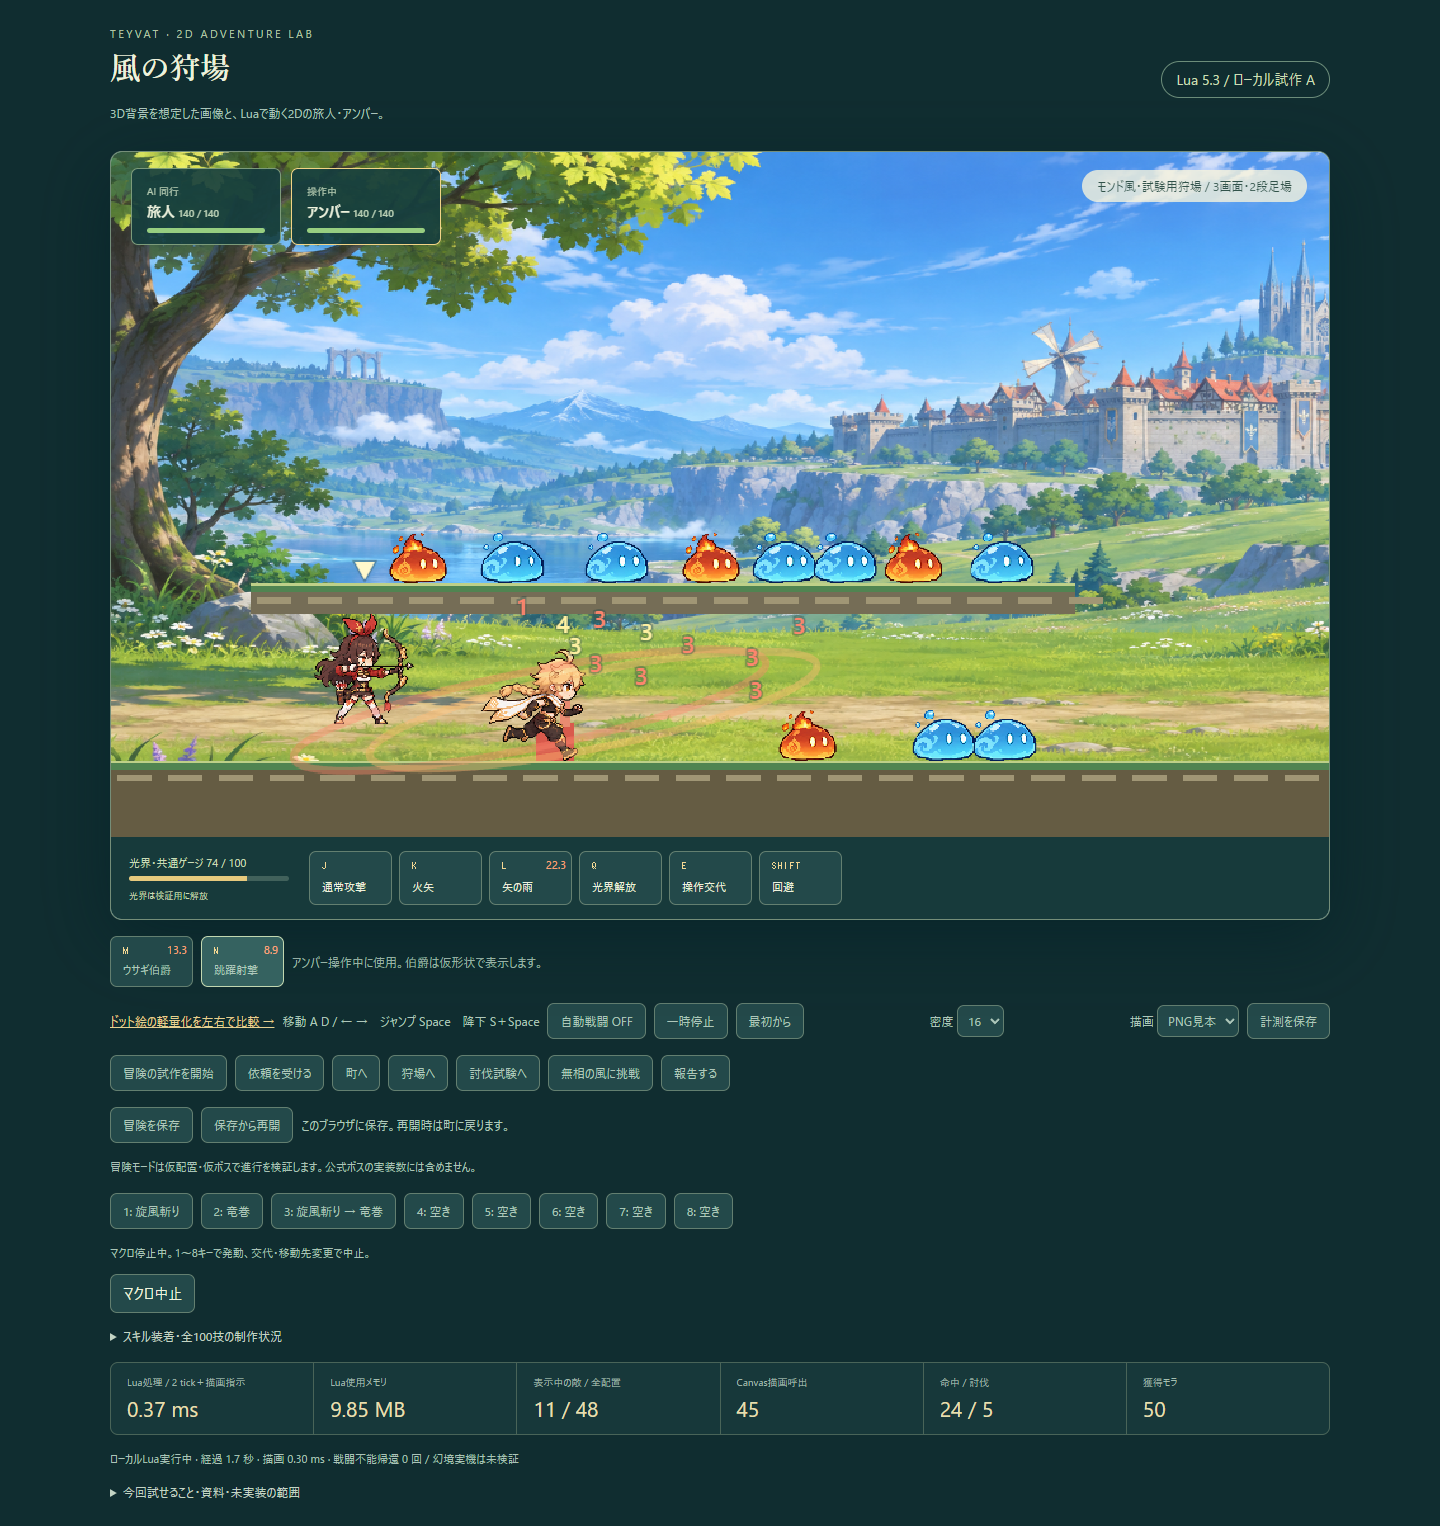 TEYVAT · 2D ADVENTURE LAB
風の狩場
Lua 5.3 / ローカル試作 A
3D背景を想定した画像と、Luaで動く2Dの旅人・アンバー。
AI 同行
旅人 140 / 140
操作中
アンバー 140 / 140
モンド風・試験用狩場 / 3画面・2段足場
1
4
3
3
3
3
3
3
3
3
3
光界・共通ゲージ 74 / 100
光界は検証用に解放
J
通常攻撃
K
火矢
L 22.3
矢の雨
Q
光界解放
E
操作交代
SHIFT
回避
M 13.3
ウサギ伯爵
N 8.9
跳躍射撃
アンバー操作中に使用。伯爵は仮形状で表示します。
ドット絵の軽量化を左右で比較 → 移動 A D / ← → ジャンプ Space 降下 S+Space 自動戦闘 OFF 一時停止 最初から 密度 16 描画 PNG見本 計測を保存
冒険の試作を開始 依頼を受ける 町へ 狩場へ 討伐試験へ 無相の風に挑戦 報告する
冒険を保存 保存から再開 このブラウザに保存。再開時は町に戻ります。
冒険モードは仮配置・仮ボスで進行を検証します。公式ボスの実装数には含めません。
1: 旋風斬り 2: 竜巻 3: 旋風斬り → 竜巻 4: 空き 5: 空き 6: 空き 7: 空き 8: 空き
マクロ停止中。1〜8キーで発動、交代・移動先変更で中止。
マクロ中止
▶ スキル装着・全100技の制作状況
Lua処理 / 2 tick+描画指示
0.37 ms
Lua使用メモリ
9.85 MB
表示中の敵 / 全配置
11 / 48
Canvas描画呼出
45
命中 / 討伐
24 / 5
獲得モラ
50
ローカルLua実行中 · 経過 1.7 秒 · 描画 0.30 ms · 戦闘不能帰還 0 回 / 幻境実機は未検証
▶ 今回試せること・資料・未実装の範囲